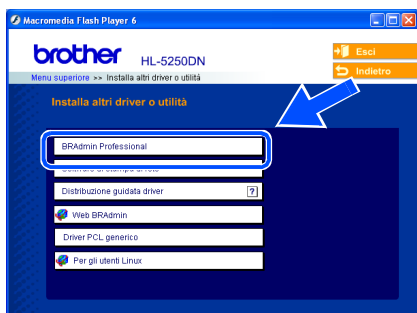 Macromedia Flash Player 6
brother HL-5250DN
Esci
Menu superiore >> Installa altri driver o utilità
Indietro
Installa altri driver o utilità
BRAdmin Professional
Distribuzione guidata driver ?
Web BRAdmin
Driver PCL generico
Per gli utenti Linux